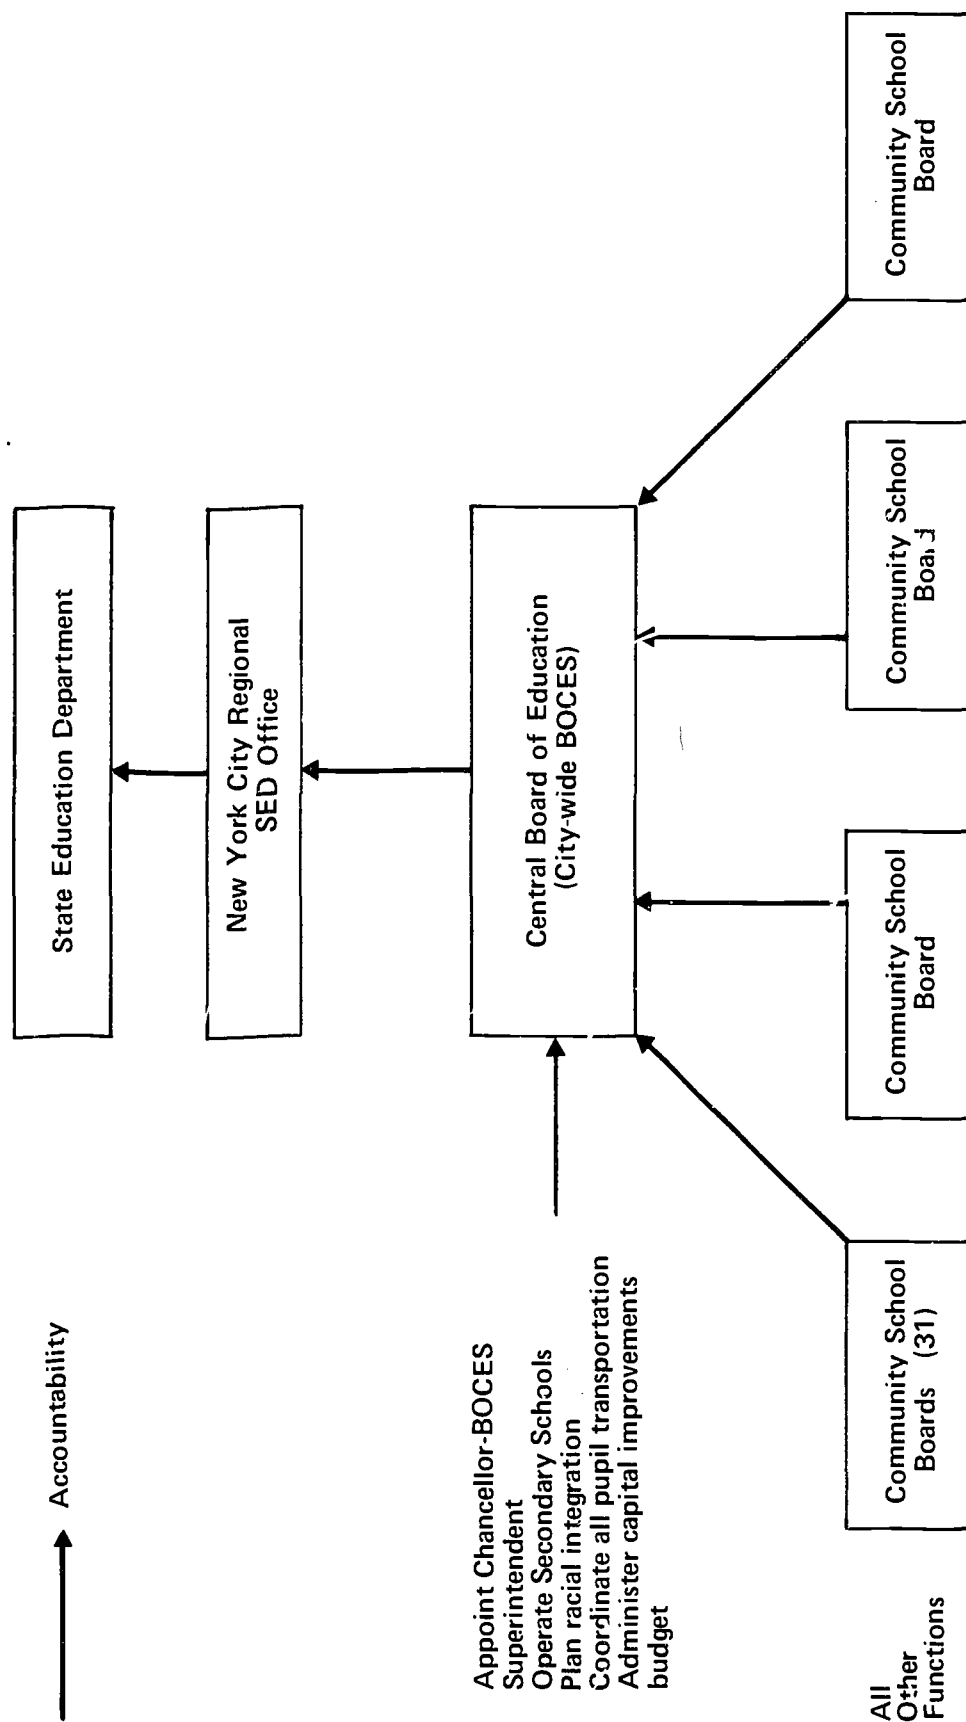 Accountability
State Education Department
New York City Regional
SED Office
Appoint Chancellor-BOCES
Superintendent
Operate Secondary Schools
Plan racial integration
Coordinate all pupil transportation
Administer capital improvements
budget
Central Board of Education
(City-wide BOCES)
All
Other
Functions
Community School
Boards (31)
Community School
Board
Community School
Board
Community School
Board